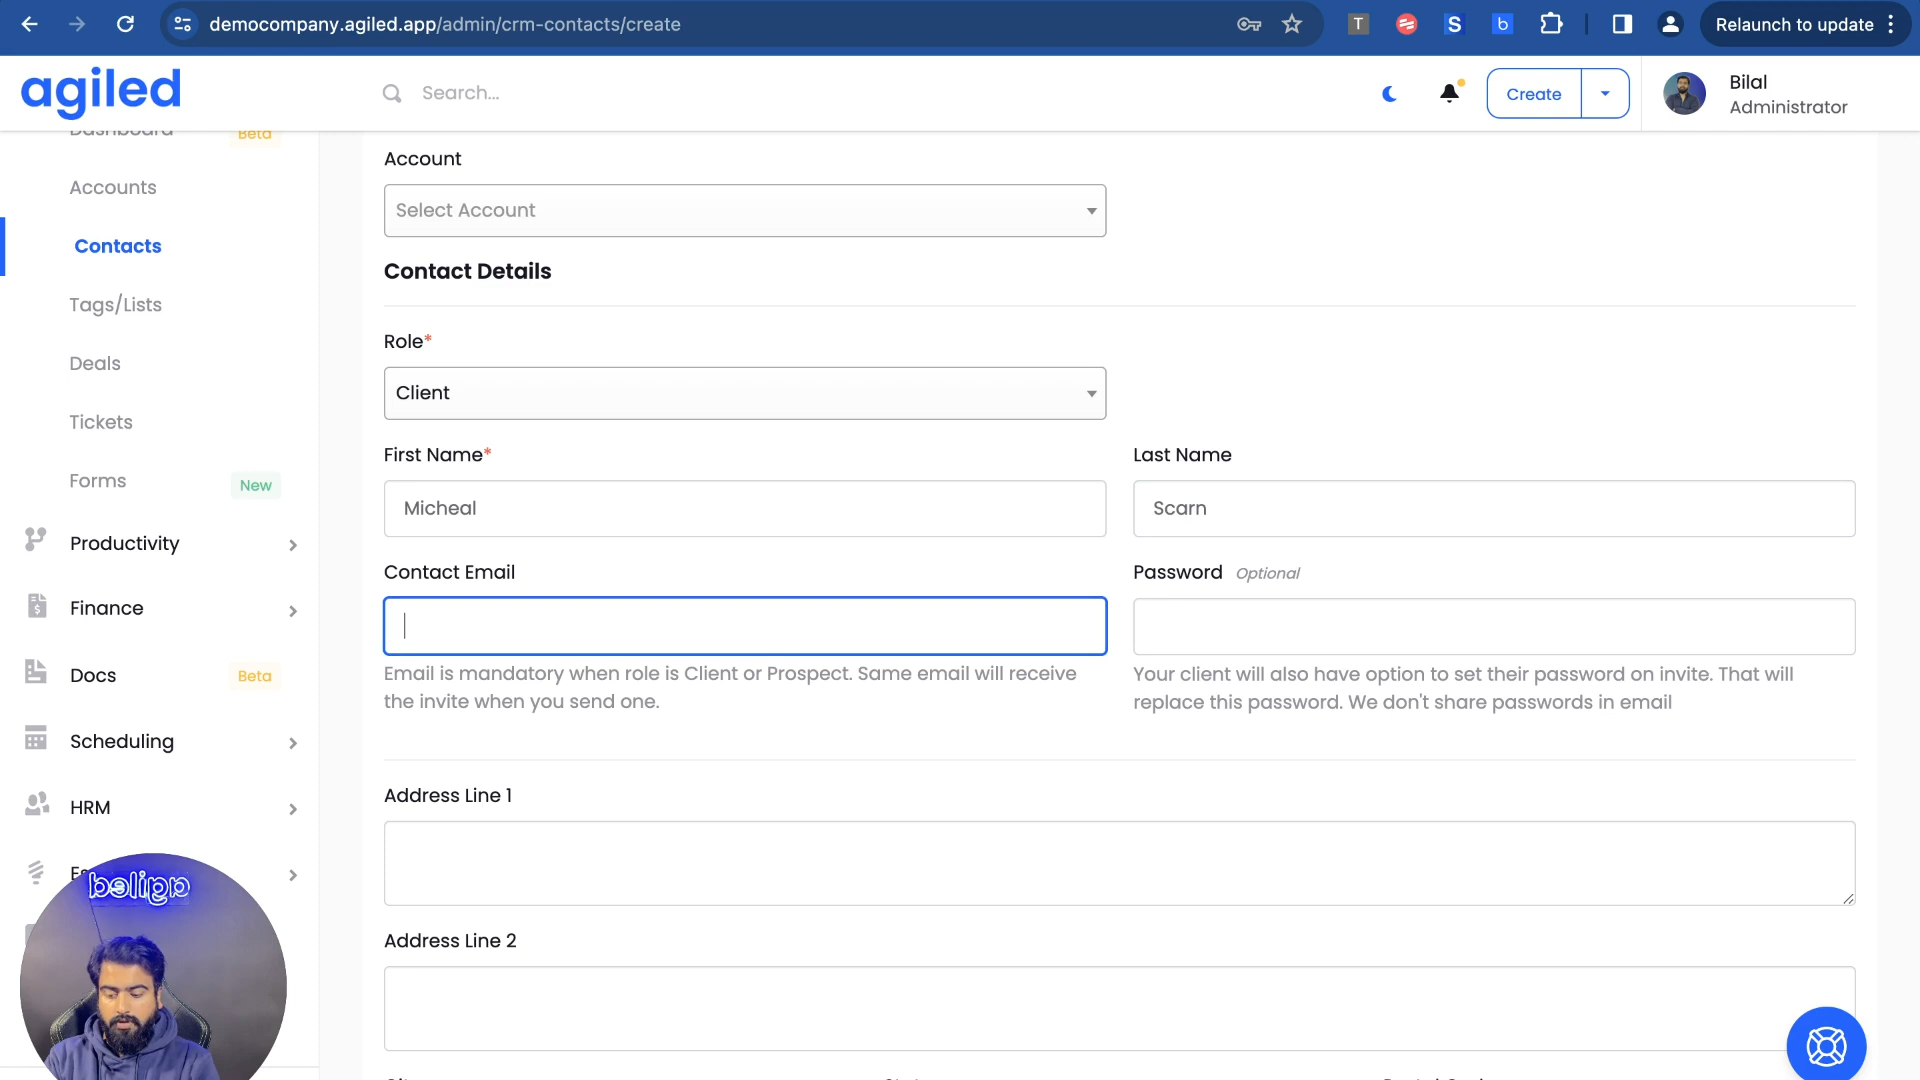 democompany.agiled.app/admin/crm-contacts/create
T
S
b
Relaunch to update
agiled
Search...
Create
Bilal
Administrator
Dashboard
Beta
Accounts
Contacts
Tags/Lists
Deals
Tickets
Forms
New
Productivity
Finance
Docs
Beta
Scheduling
HRM
Account
Select Account
Contact Details
Role*
Client
First Name*
Last Name
Micheal
Scarn
Contact Email
Password Optional
Email is mandatory when role is Client or Prospect. Same email will receive
the invite when you send one.
Your client will also have option to set their password on invite. That will
replace this password. We don't share passwords in email
Address Line 1
Address Line 2
agiled